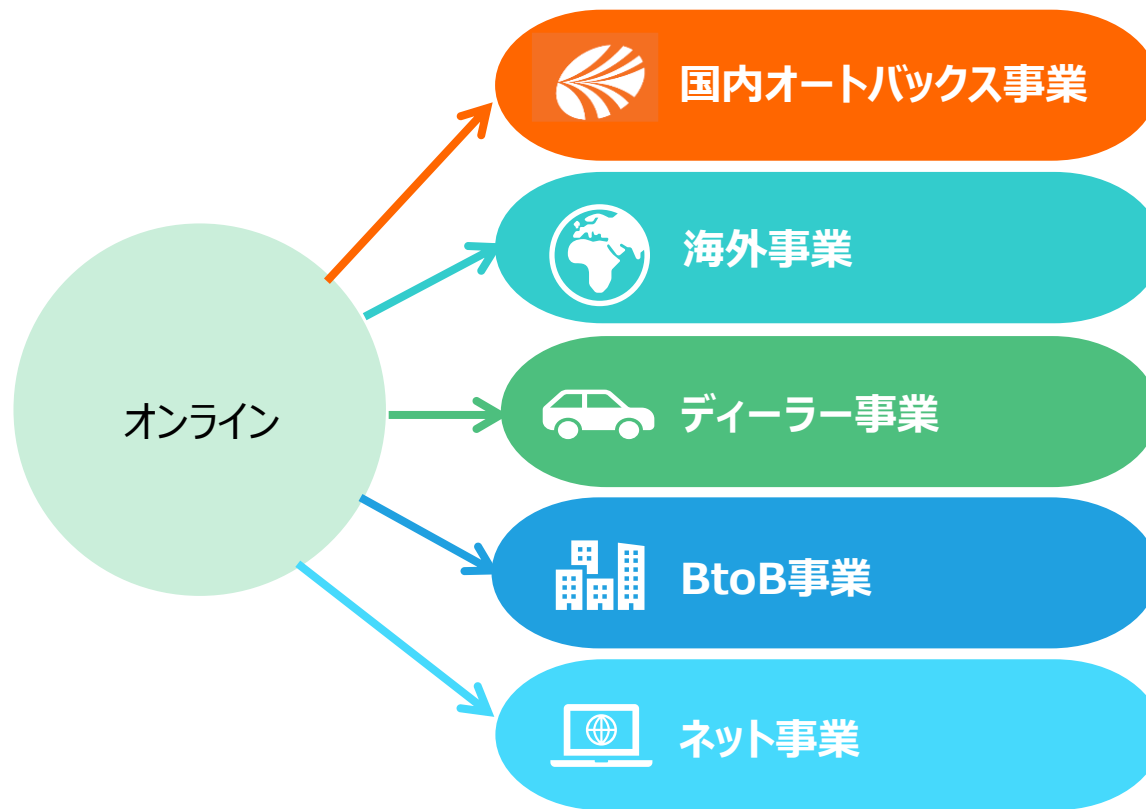 国内オートバックス事業
海外事業
オンライン
ディーラー事業
BtoB事業
ネット事業